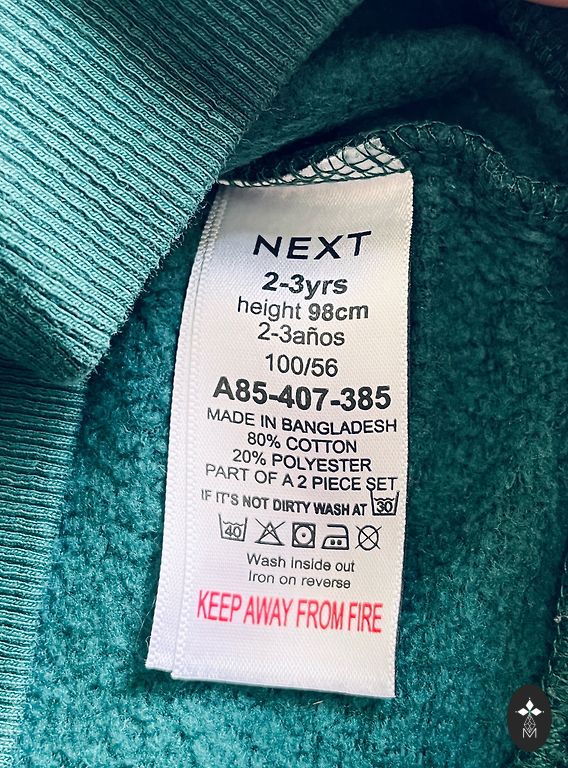 NEXT
2-3yrs
height 98cm
2-3años
100/56
A85-407-385
MADE IN BANGLADESH
80% COTTON
20% POLYESTER
PART OF A 2 PIECE SET
IF IT'S NOT DIRTY WASH AT 30
40
Wash inside out
Iron on reverse
KEEP AWAY FROM FIRE
M